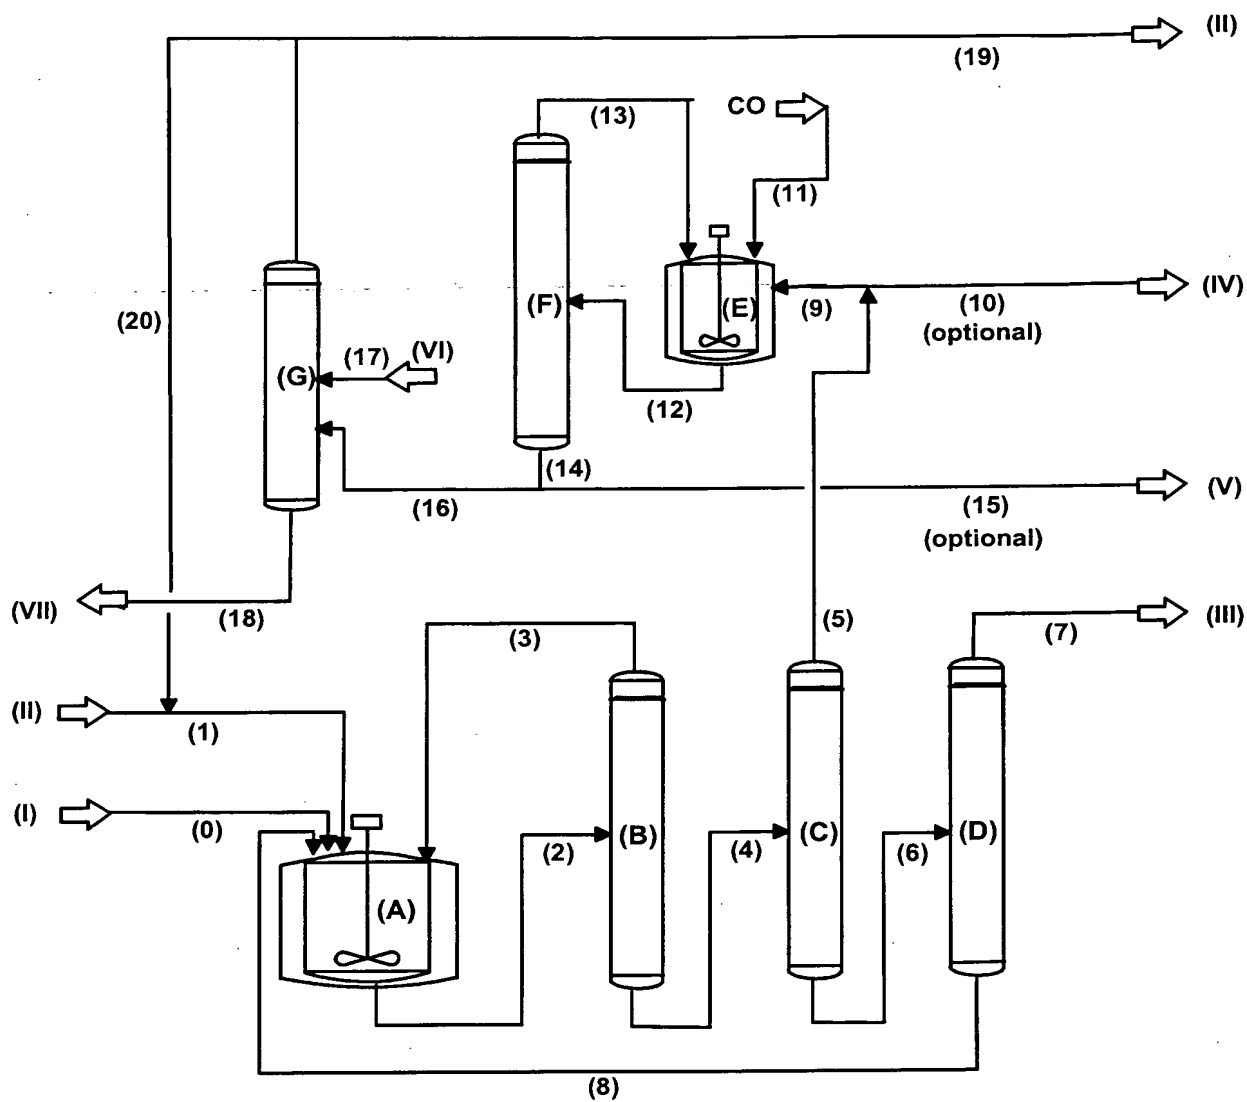 (II)
(19)
(13)
CO
(11)
(F)
(E)
(9)
(10)
(IV)
(optional)
(20)
(17)
(VI)
(G)
(12)
(14)
(16)
(15)
(V)
(optional)
(VII)
(18)
(3)
(5)
(7)
(III)
(II)
(1)
(I)
(0)
(2)
(B)
(4)
(C)
(6)
(D)
(A)
(8)